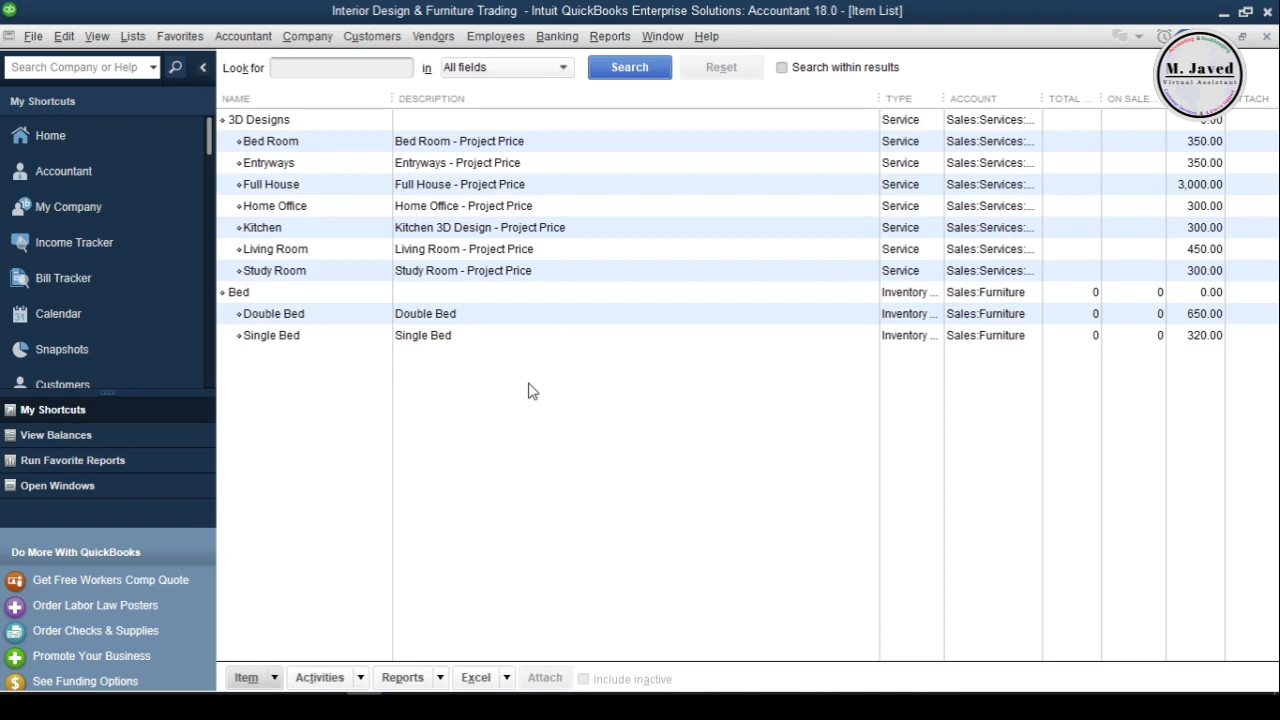 Interior Design & Furniture Trading - Intuit QuickBooks Enterprise Solutions: Accountant 18.0 - [Item List]
File Edit View Lists Favorites Accountant Company Customers Vendors Employees Banking Reports Window Help
Search Company or Help
Look for in All fields Search Reset Search within results
M. Javed
Virtual Assistant
My Shortcuts
Home
Accountant
My Company
Income Tracker
Bill Tracker
Calendar
Snapshots
Customers
My Shortcuts
View Balances
Run Favorite Reports
Open Windows
Do More With QuickBooks
Get Free Workers Comp Quote
Order Labor Law Posters
Order Checks & Supplies
Promote Your Business
See Funding Options
NAME DESCRIPTION TYPE ACCOUNT TOTAL ... ON SALE... TTACH
3D Designs Service Sales:Services:... 0.00
Bed Room Bed Room - Project Price Service Sales:Services:... 350.00
Entryways Entryways - Project Price Service Sales:Services:... 350.00
Full House Full House - Project Price Service Sales:Services:... 3,000.00
Home Office Home Office - Project Price Service Sales:Services:... 300.00
Kitchen Kitchen 3D Design - Project Price Service Sales:Services:... 300.00
Living Room Living Room - Project Price Service Sales:Services:... 450.00
Study Room Study Room - Project Price Service Sales:Services:... 300.00
Bed Inventory ... Sales:Furniture 0 0 0.00
Double Bed Double Bed Inventory ... Sales:Furniture 0 0 650.00
Single Bed Single Bed Inventory ... Sales:Furniture 0 0 320.00
Item Activities Reports Excel Attach Include inactive